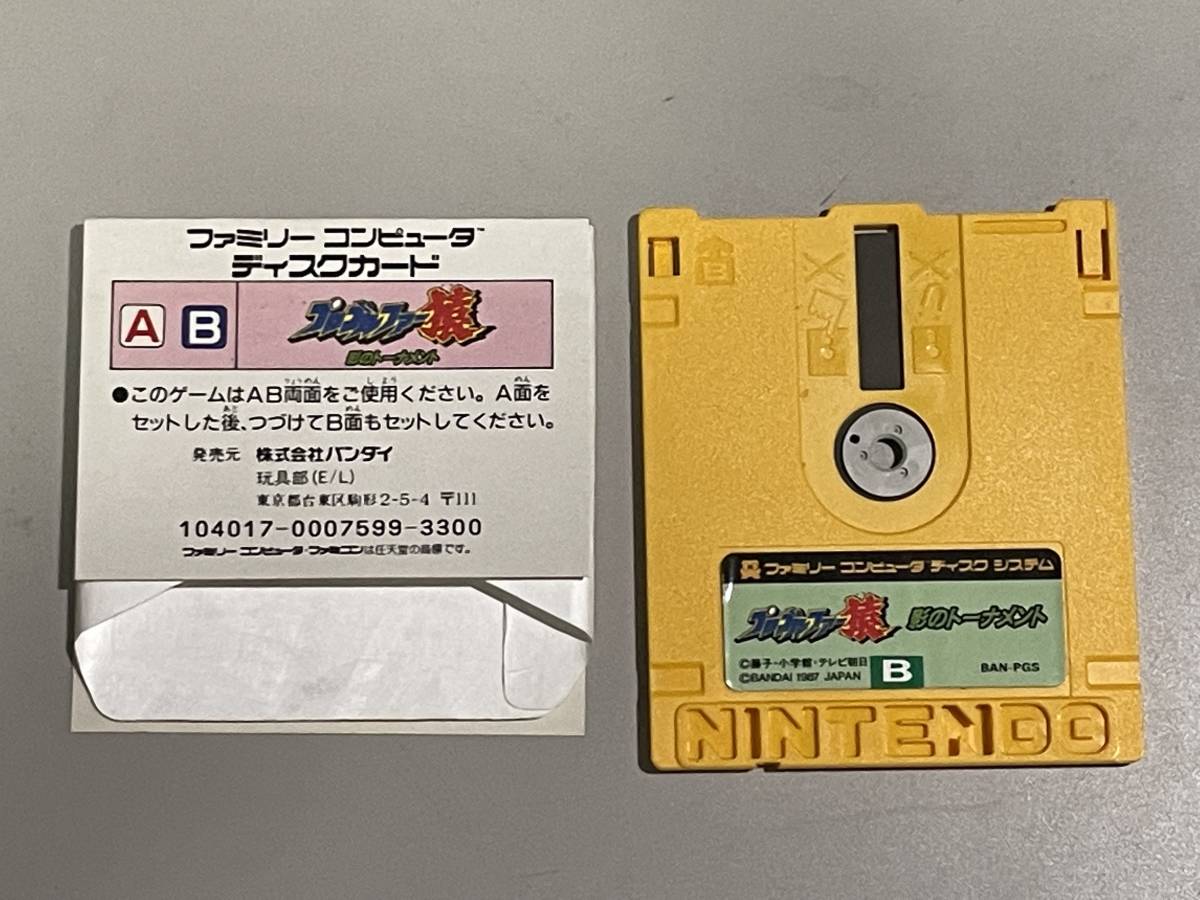 ファミリー コンピュータ™
ディスクカード
A B プロゴルファー猿
影のトーナメント
●このゲームはAB両面をご使用ください。A面を
セットした後、つづけてB面もセットしてください。
発売元 株式会社バンダイ
玩具部(E/L)
東京都台東区駒形2-5-4 〒111
104017-0007599-3300
ファミリー コンピュータ・ファミコンは任天堂の商標です。
ファミリー コンピュータ ディスク システム
プロゴルファー猿 影のトーナメント
©藤子・小学館・テレビ朝日
©BANDAI 1987 JAPAN
B
BAN-PGS
NINTENDO